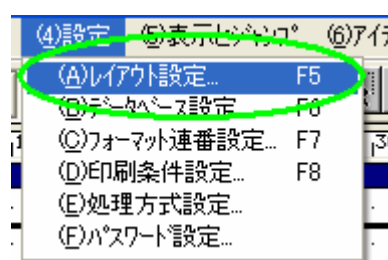 (4)設定 (5)表示とジャンプ (6)アイテ
(A)レイアウト設定... F5
(B)データベース設定 F6
(C)フォーマット連番設定... F7
(D)印刷条件設定... F8
(E)処理方式設定...
(F)パスワード設定...